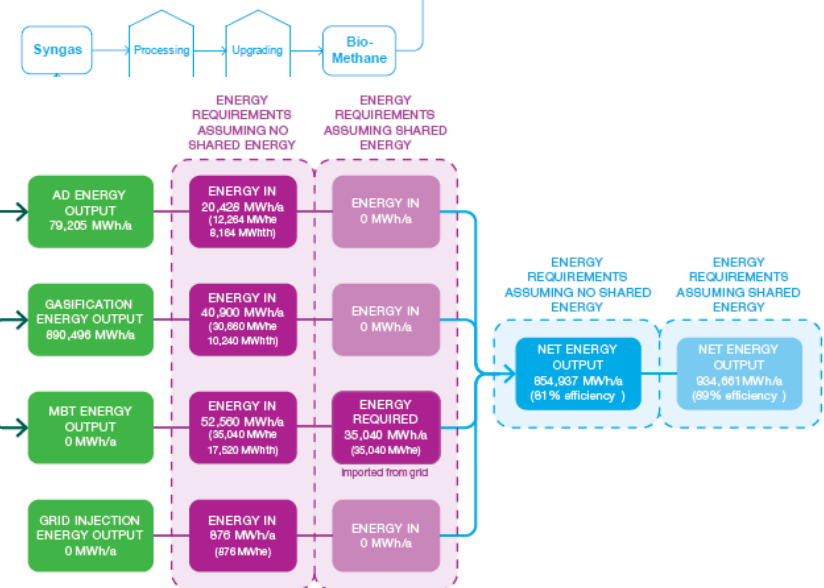 Syngas
Processing
Upgrading
Bio-
Methane
ENERGY
REQUIREMENTS
ASSUMING NO
SHARED ENERGY
ENERGY
REQUIREMENTS
ASSUMING SHARED
ENERGY
AD ENERGY
OUTPUT
79,205 MWh/a
ENERGY IN
20,428 MWh/a
(12,264 MWhe
8,164 MWhth)
ENERGY IN
0 MWh/a
GASIFICATION
ENERGY OUTPUT
890,496 MWh/a
ENERGY IN
40,900 MWh/a
(30,660 MWhe
10,240 MWhth)
ENERGY IN
0 MWh/a
ENERGY
REQUIREMENTS
ASSUMING NO SHARED
ENERGY
ENERGY
REQUIREMENTS
ASSUMING SHARED
ENERGY
NET ENERGY
OUTPUT
854,937 MWh/a
(81% efficiency )
NET ENERGY
OUTPUT
934,661MWh/a
(89% efficiency )
MBT ENERGY
OUTPUT
0 MWh/a
ENERGY IN
52,560 MWh/a
(35,040 MWhe
17,520 MWhth)
ENERGY
REQUIRED
35,040 MWh/a
(35,040 MWhe)
Imported from grid
GRID INJECTION
ENERGY OUTPUT
0 MWh/a
ENERGY IN
876 MWh/a
(876 MWhe)
ENERGY IN
0 MWh/a